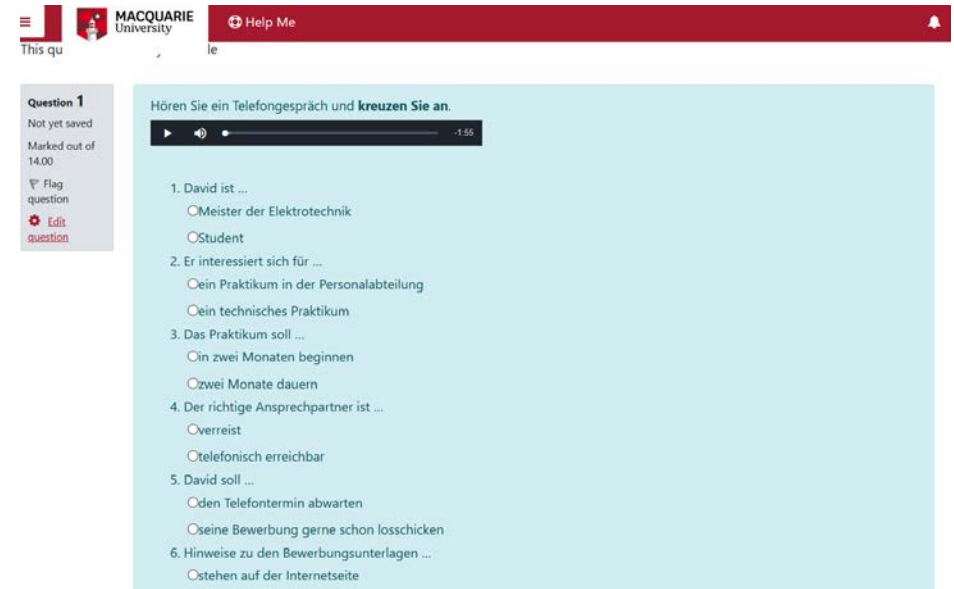 MACQUARIE
University
Help Me
This qu le
Question 1
Not yet saved
Marked out of
14.00
Flag
question
Edit
question
Hören Sie ein Telefongespräch und kreuzen Sie an.
-1:55
1. David ist ...
Meister der Elektrotechnik
Student
2. Er interessiert sich für ...
ein Praktikum in der Personalabteilung
ein technisches Praktikum
3. Das Praktikum soll ...
in zwei Monaten beginnen
zwei Monate dauern
4. Der richtige Ansprechpartner ist ...
verreist
telefonisch erreichbar
5. David soll ...
den Telefontermin abwarten
seine Bewerbung gerne schon losschicken
6. Hinweise zu den Bewerbungsunterlagen ...
stehen auf der Internetseite